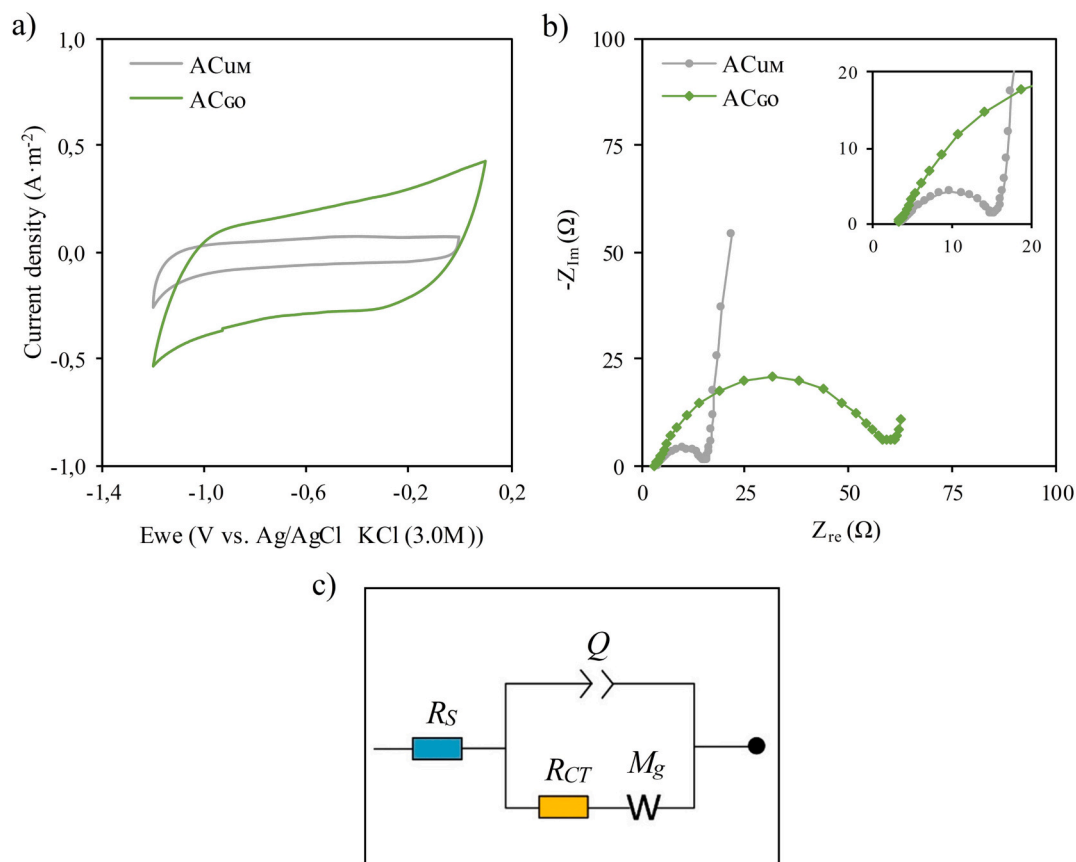 a)
1,0
0,5
0,0
-0,5
-1,0
ACUM
ACGO
Current density (A·m-2)
-1,4
-1,0
-0,6
-0,2
0,2
Ewe (V vs. Ag/AgCl KCl (3.0M))
b)
100
75
50
25
0
ACUM
ACGO
-ZIm (Ω)
20
10
0
0
10
20
0
25
50
75
100
Zre (Ω)
c)
Q
RS
RCT
Mg
W